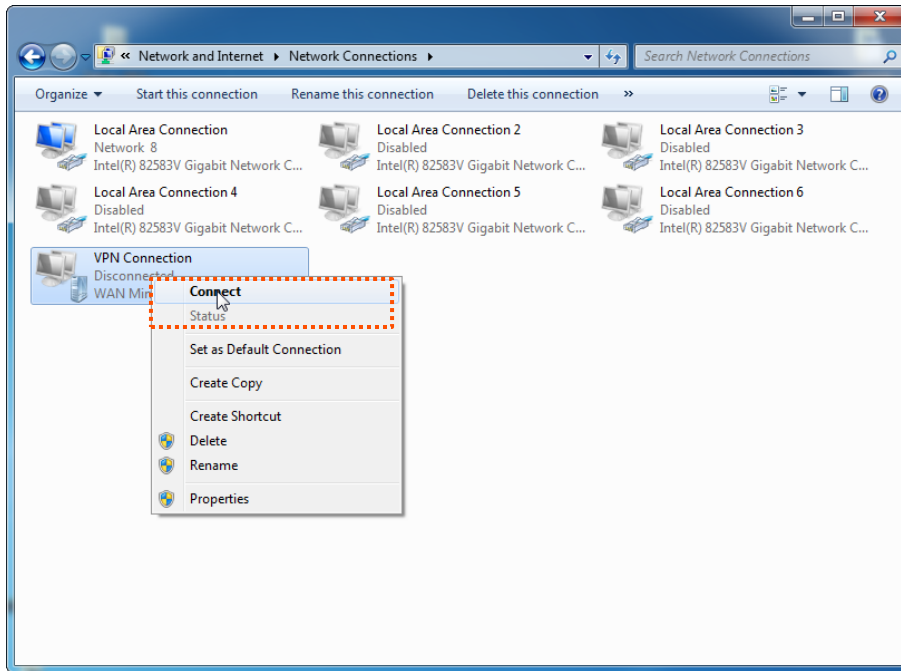 « Network and Internet Network Connections
Search Network Connections
Organize Start this connection Rename this connection Delete this connection »
Local Area Connection
Network 8
Intel(R) 82583V Gigabit Network C...
Local Area Connection 2
Disabled
Intel(R) 82583V Gigabit Network C...
Local Area Connection 3
Disabled
Intel(R) 82583V Gigabit Network C...
Local Area Connection 4
Disabled
Intel(R) 82583V Gigabit Network C...
Local Area Connection 5
Disabled
Intel(R) 82583V Gigabit Network C...
Local Area Connection 6
Disabled
Intel(R) 82583V Gigabit Network C...
VPN Connection
Disconnected
WAN Min
Connect
Status
Set as Default Connection
Create Copy
Create Shortcut
Delete
Rename
Properties